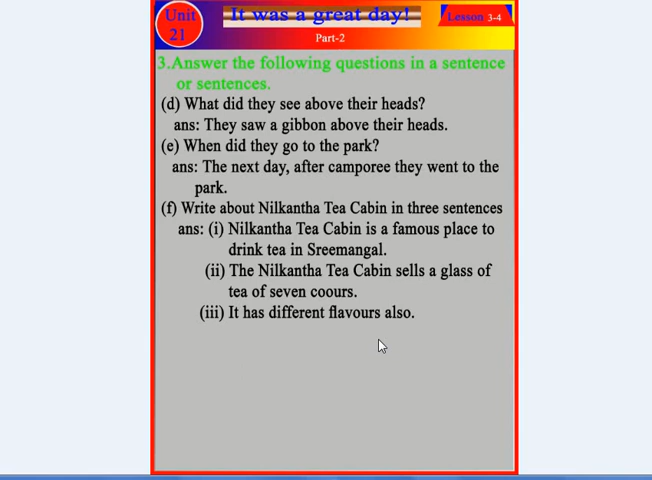 Unit
21
It was a great day!
Lesson 3-4
Part-2
3.Answer the following questions in a sentence
or sentences.
(d) What did they see above their heads?
ans: They saw a gibbon above their heads.
(e) When did they go to the park?
ans: The next day, after camporee they went to the
park.
(f) Write about Nilkantha Tea Cabin in three sentences
ans: (i) Nilkantha Tea Cabin is a famous place to
drink tea in Sreemangal.
(ii) The Nilkantha Tea Cabin sells a glass of
tea of seven coours.
(iii) It has different flavours also.